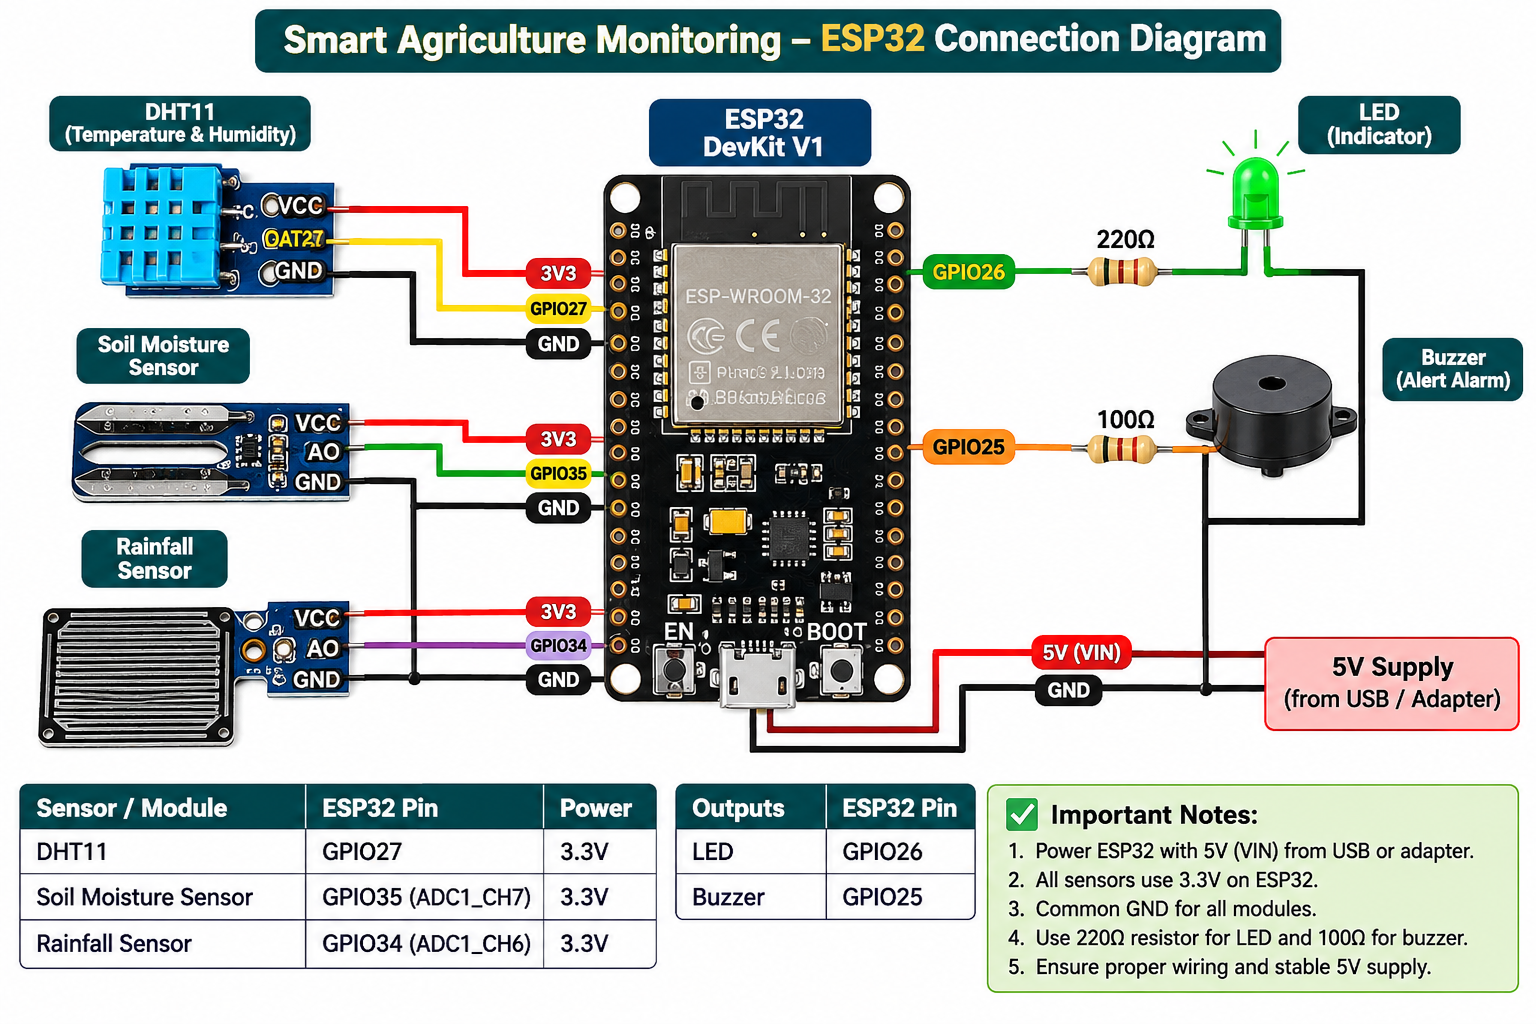 Smart Agriculture Monitoring – ESP32 Connection Diagram
DHT11
(Temperature & Humidity)
ESP32
DevKit V1
LED
(Indicator)
VCC
OAT27
GND
3V3
GPIO27
GND
ESP-WROOM-32
CE
GPIO26
220Ω
Soil Moisture
Sensor
VCC
AO
GND
3V3
GPIO35
GND
GPIO25
100Ω
Buzzer
(Alert Alarm)
Rainfall
Sensor
VCC
AO
GND
3V3
GPIO34
GND
EN
BOOT
5V (VIN)
GND
5V Supply
(from USB / Adapter)
Sensor / Module ESP32 Pin Power
DHT11 GPIO27 3.3V
Soil Moisture Sensor GPIO35 (ADC1_CH7) 3.3V
Rainfall Sensor GPIO34 (ADC1_CH6) 3.3V
Outputs ESP32 Pin
LED GPIO26
Buzzer GPIO25
Important Notes:
1. Power ESP32 with 5V (VIN) from USB or adapter.
2. All sensors use 3.3V on ESP32.
3. Common GND for all modules.
4. Use 220Ω resistor for LED and 100Ω for buzzer.
5. Ensure proper wiring and stable 5V supply.